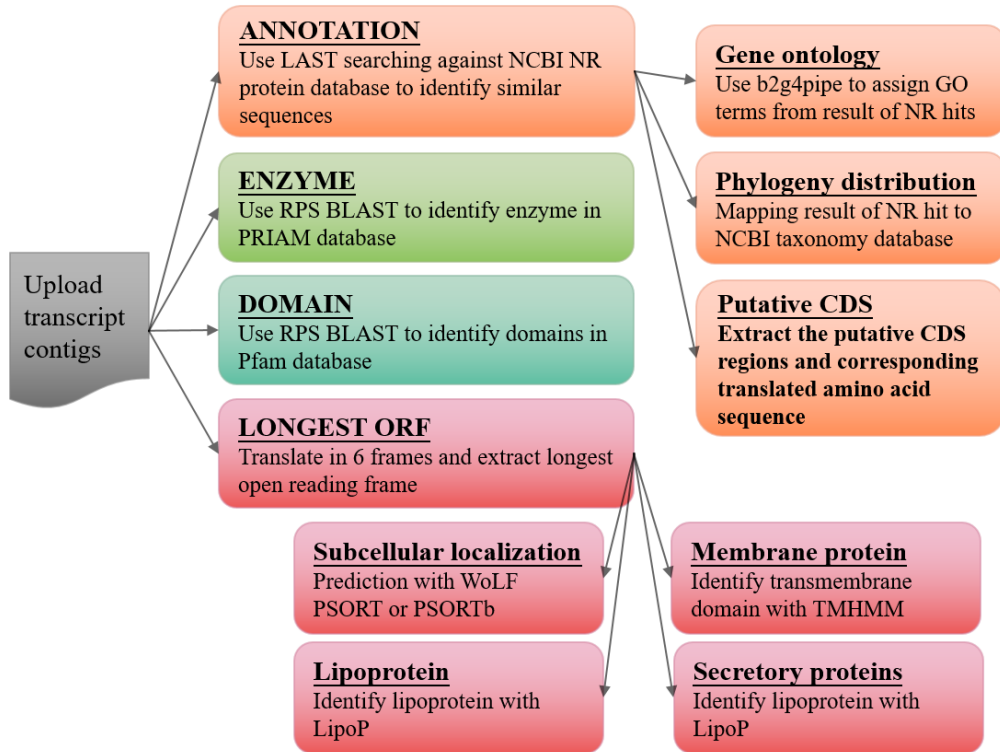 Upload
transcript
contigs
ANNOTATION
Use LAST searching against NCBI NR
protein database to identify similar
sequences
ENZYME
Use RPS BLAST to identify enzyme in
PRIAM database
DOMAIN
Use RPS BLAST to identify domains in
Pfam database
LONGEST ORF
Translate in 6 frames and extract longest
open reading frame
Gene ontology
Use b2g4pipe to assign GO
terms from result of NR hits
Phylogeny distribution
Mapping result of NR hit to
NCBI taxonomy database
Putative CDS
Extract the putative CDS
regions and corresponding
translated amino acid
sequence
Subcellular localization
Prediction with WoLF
PSORT or PSORTb
Membrane protein
Identify transmembrane
domain with TMHMM
Lipoprotein
Identify lipoprotein with
LipoP
Secretory proteins
Identify lipoprotein with
LipoP